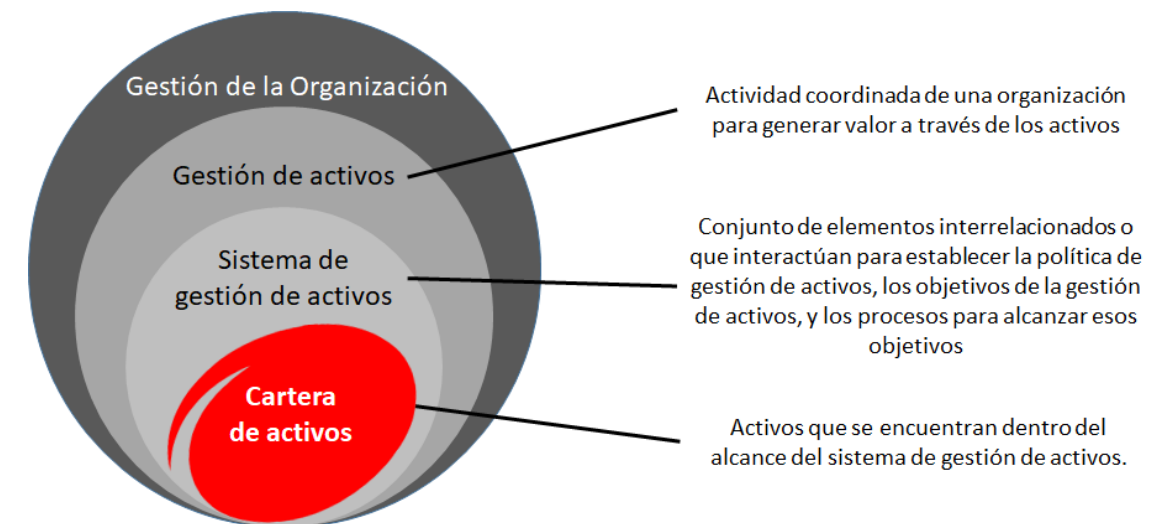 Gestión de la Organización
Gestión de activos
Sistema de
gestión de activos
Cartera
de activos
Actividad coordinada de una organización
para generar valor a través de los activos
Conjunto de elementos interrelacionados o
que interactúan para establecer la política de
gestión de activos, los objetivos de la gestión
de activos, y los procesos para alcanzar esos
objetivos
Activos que se encuentran dentro del
alcance del sistema de gestión de activos.